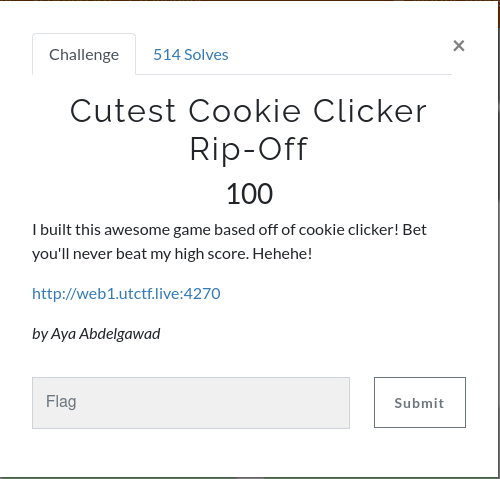 Challenge
514 Solves
×
Cutest Cookie Clicker
Rip-Off
100
I built this awesome game based off of cookie clicker! Bet
you'll never beat my high score. Hehehe!
http://web1.utctf.live:4270
by Aya Abdelgawad
Flag
Submit